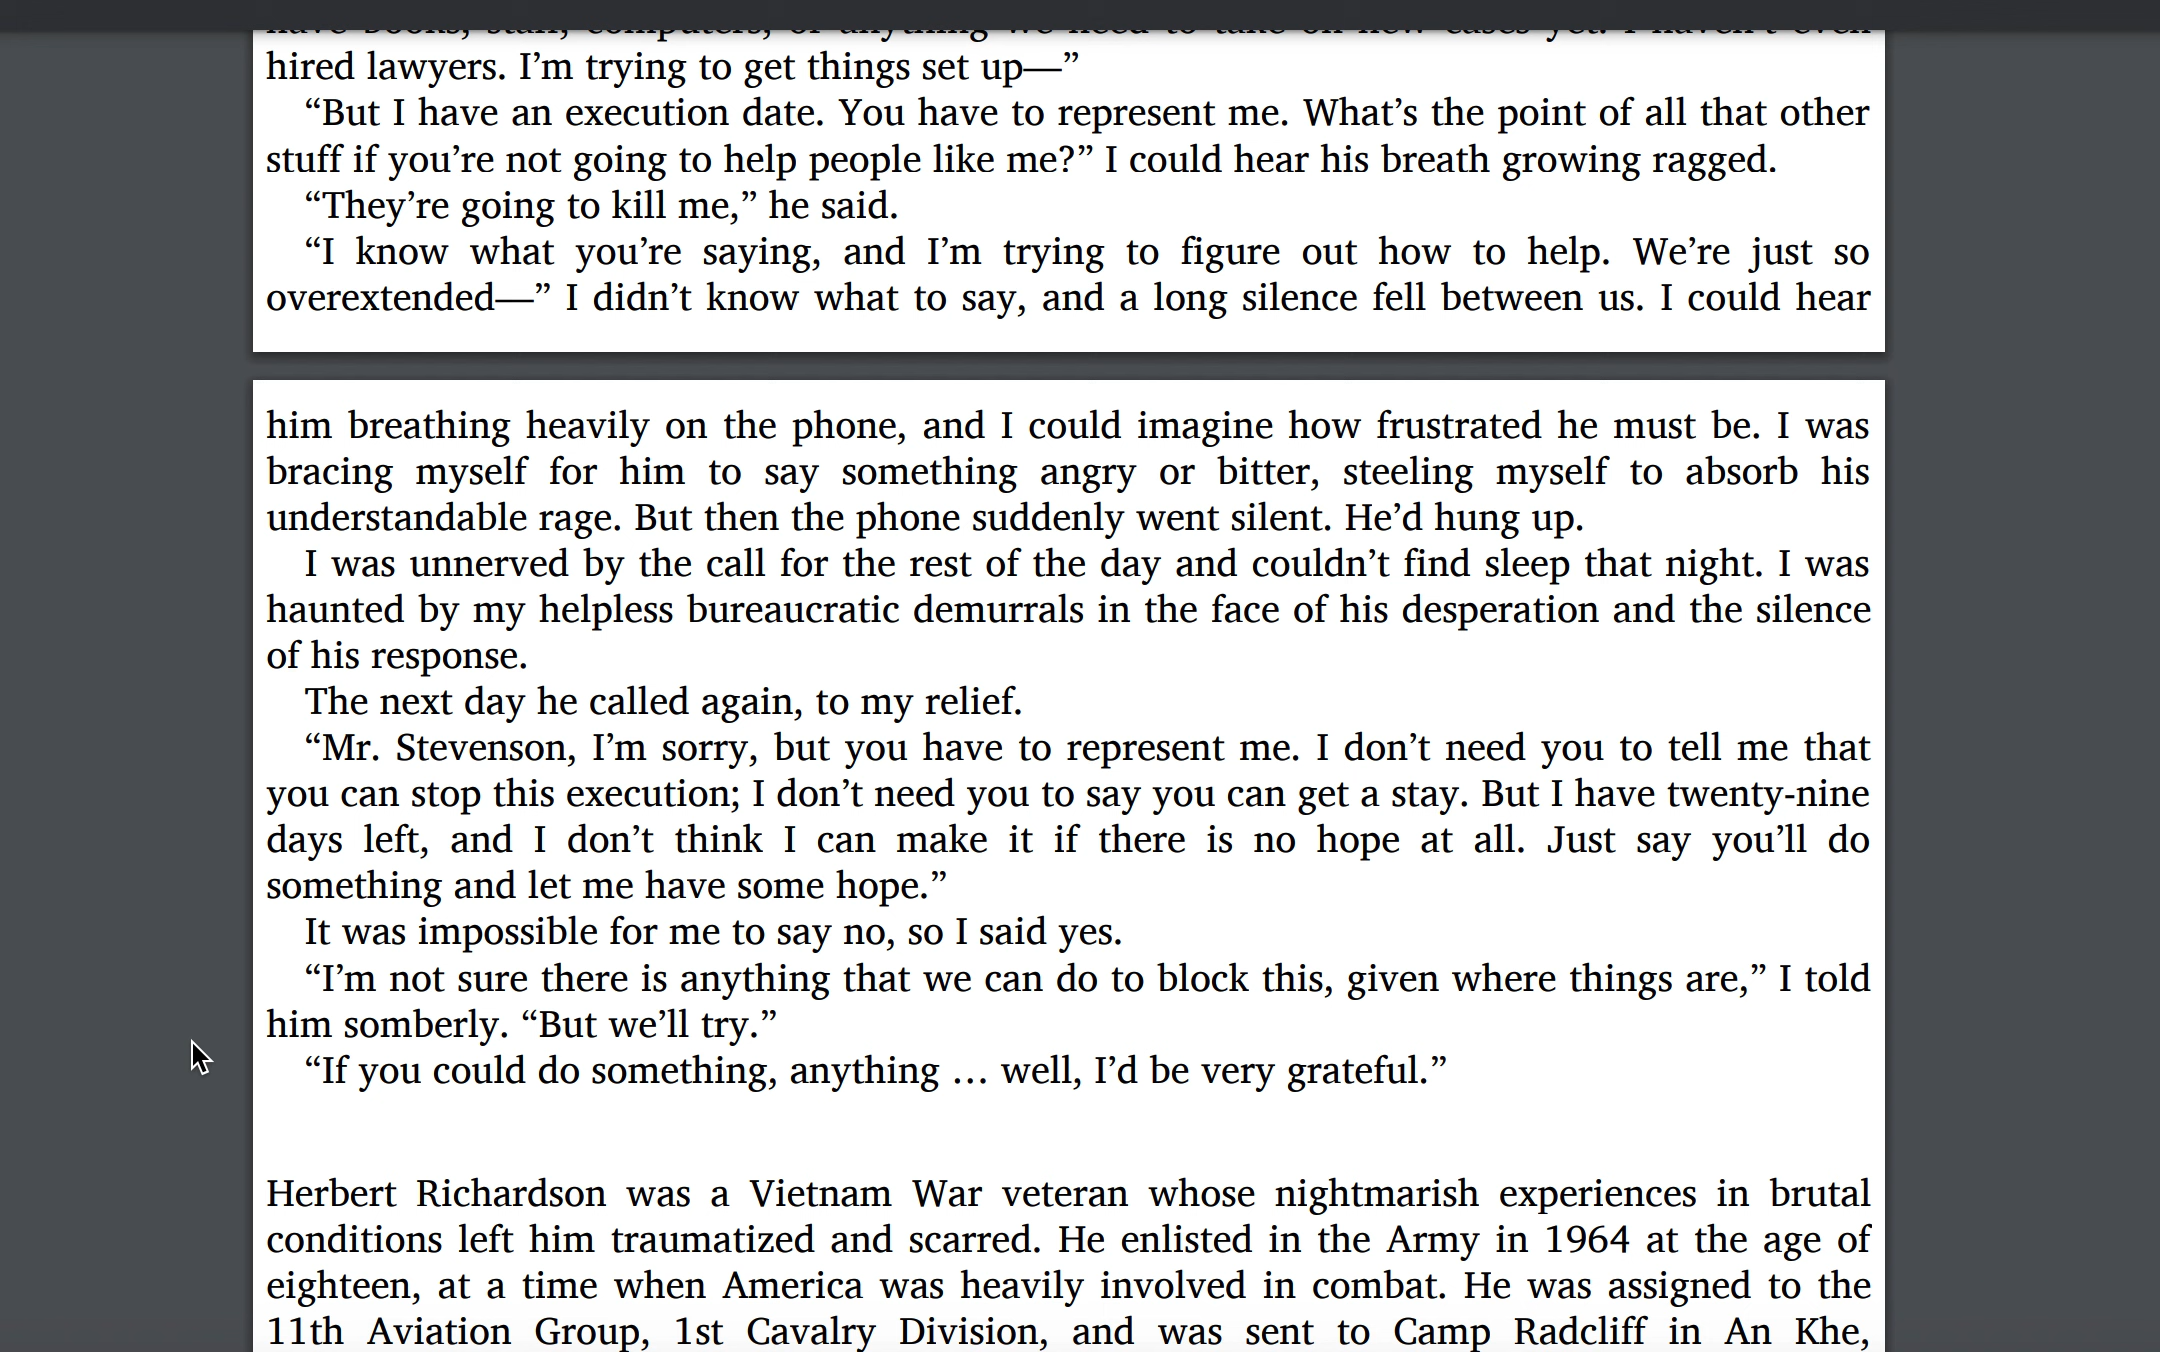 have books, staff, computers, or anything we need to take on new cases yet. I haven’t even
hired lawyers. I’m trying to get things set up—”
“But I have an execution date. You have to represent me. What’s the point of all that other
stuff if you’re not going to help people like me?” I could hear his breath growing ragged.
“They’re going to kill me,” he said.
“I know what you’re saying, and I’m trying to figure out how to help. We’re just so
overextended—” I didn’t know what to say, and a long silence fell between us. I could hear
him breathing heavily on the phone, and I could imagine how frustrated he must be. I was
bracing myself for him to say something angry or bitter, steeling myself to absorb his
understandable rage. But then the phone suddenly went silent. He’d hung up.
I was unnerved by the call for the rest of the day and couldn’t find sleep that night. I was
haunted by my helpless bureaucratic demurrals in the face of his desperation and the silence
of his response.
The next day he called again, to my relief.
“Mr. Stevenson, I’m sorry, but you have to represent me. I don’t need you to tell me that
you can stop this execution; I don’t need you to say you can get a stay. But I have twenty-nine
days left, and I don’t think I can make it if there is no hope at all. Just say you’ll do
something and let me have some hope.”
It was impossible for me to say no, so I said yes.
“I’m not sure there is anything that we can do to block this, given where things are,” I told
him somberly. “But we’ll try.”
“If you could do something, anything … well, I’d be very grateful.”
Herbert Richardson was a Vietnam War veteran whose nightmarish experiences in brutal
conditions left him traumatized and scarred. He enlisted in the Army in 1964 at the age of
eighteen, at a time when America was heavily involved in combat. He was assigned to the
11th Aviation Group, 1st Cavalry Division, and was sent to Camp Radcliff in An Khe,